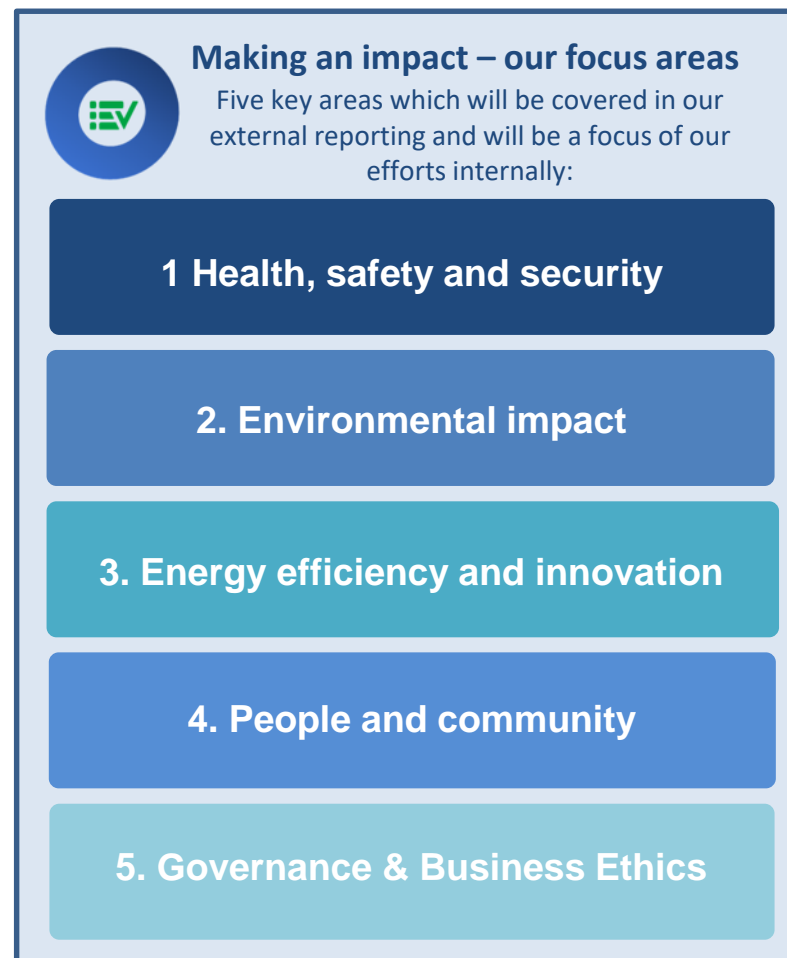 Making an impact – our focus areas
Five key areas which will be covered in our
external reporting and will be a focus of our
efforts internally:
1 Health, safety and security
2. Environmental impact
3. Energy efficiency and innovation
4. People and community
5. Governance & Business Ethics